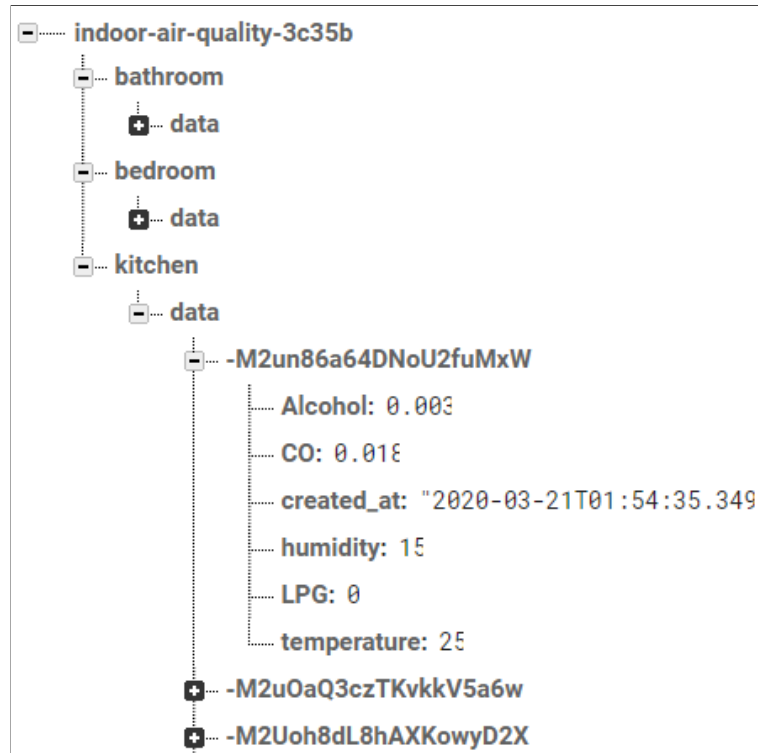 indoor-air-quality-3c35b
bathroom
data
bedroom
data
kitchen
data
-M2un86a64DNoU2fuMxW
Alcohol: 0.003
CO: 0.018
created_at: "2020-03-21T01:54:35.349
humidity: 15
LPG: 0
temperature: 25
-M2uOaQ3czTKvkkV5a6w
-M2Uoh8dL8hAXKowyD2X